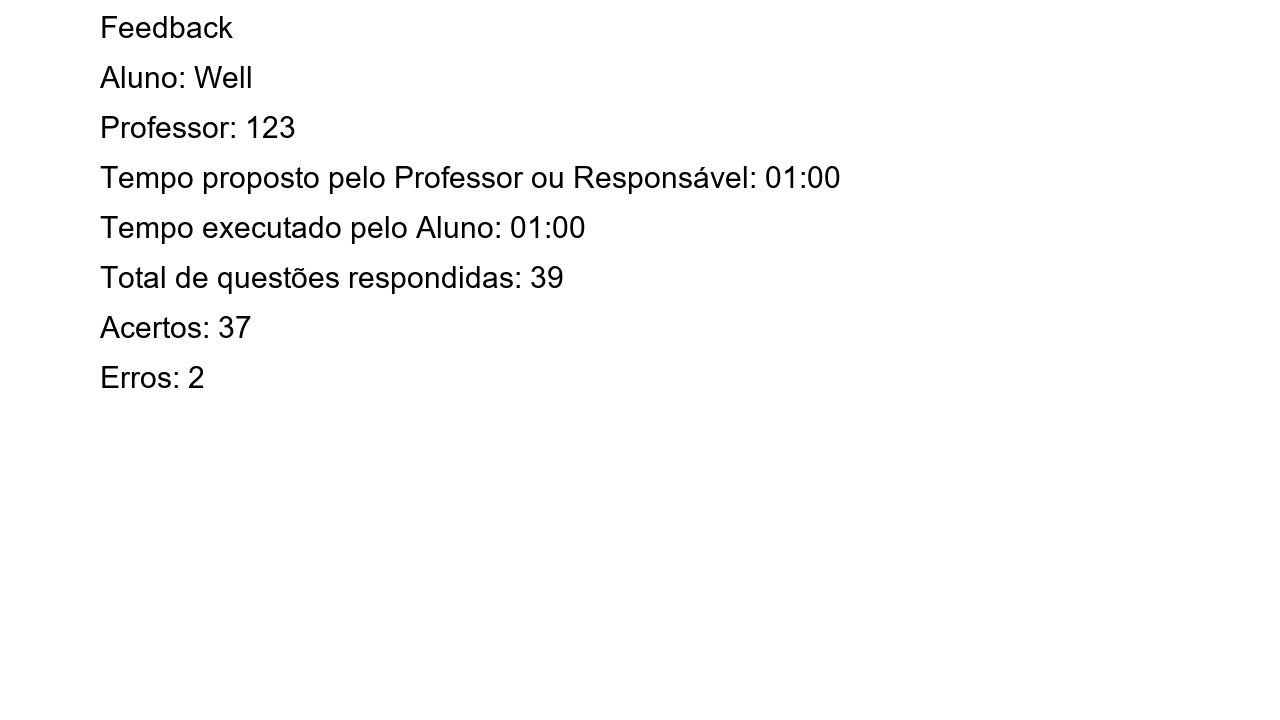 Feedback
Aluno: Well
Professor: 123
Tempo proposto pelo Professor ou Responsável: 01:00
Tempo executado pelo Aluno: 01:00
Total de questões respondidas: 39
Acertos: 37
Erros: 2